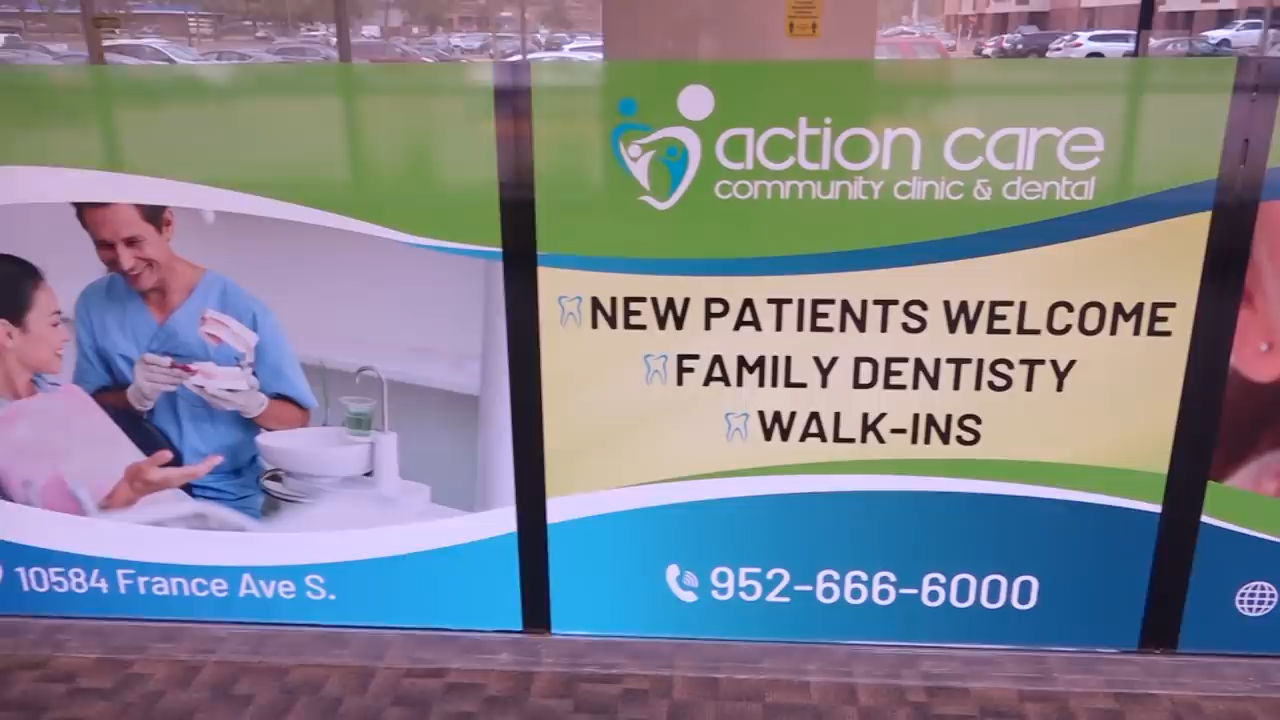 action care
community clinic & dental
NEW PATIENTS WELCOME
FAMILY DENTISTY
WALK-INS
10584 France Ave S.
952-666-6000